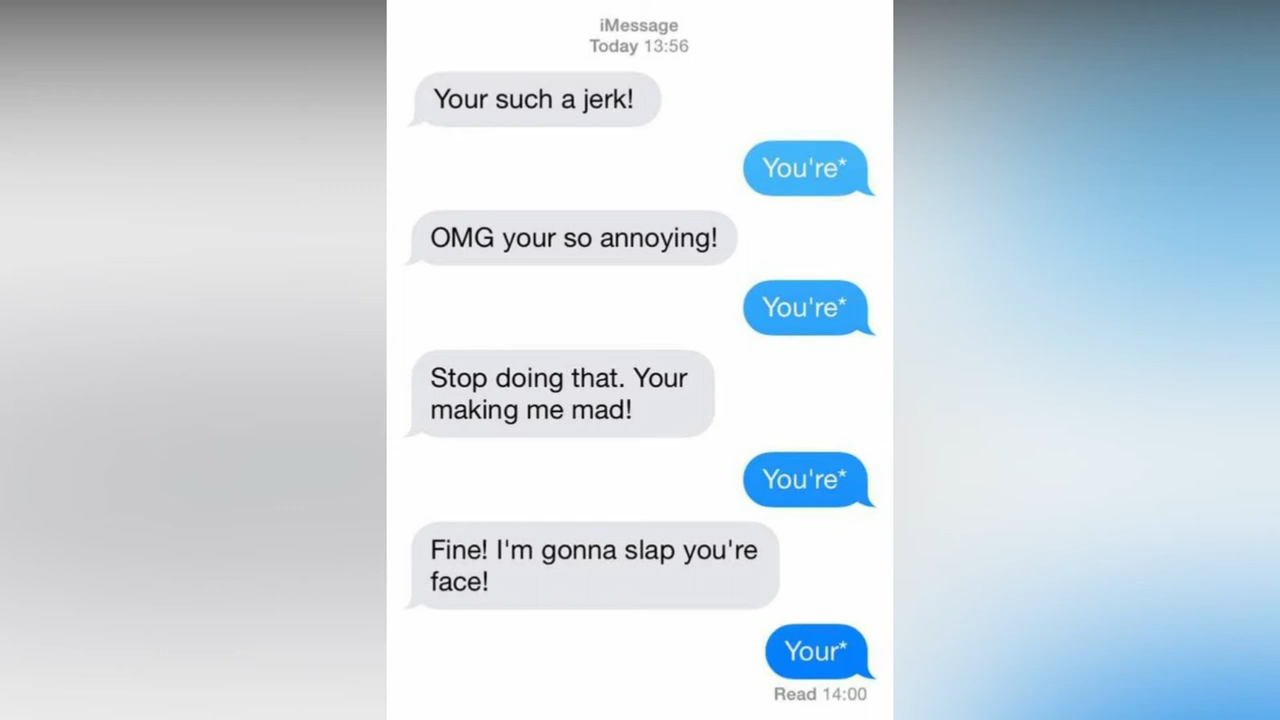 iMessage
Today 13:56
Your such a jerk!
You're*
OMG your so annoying!
You're*
Stop doing that. Your
making me mad!
You're*
Fine! I'm gonna slap you're
face!
Your*
Read 14:00